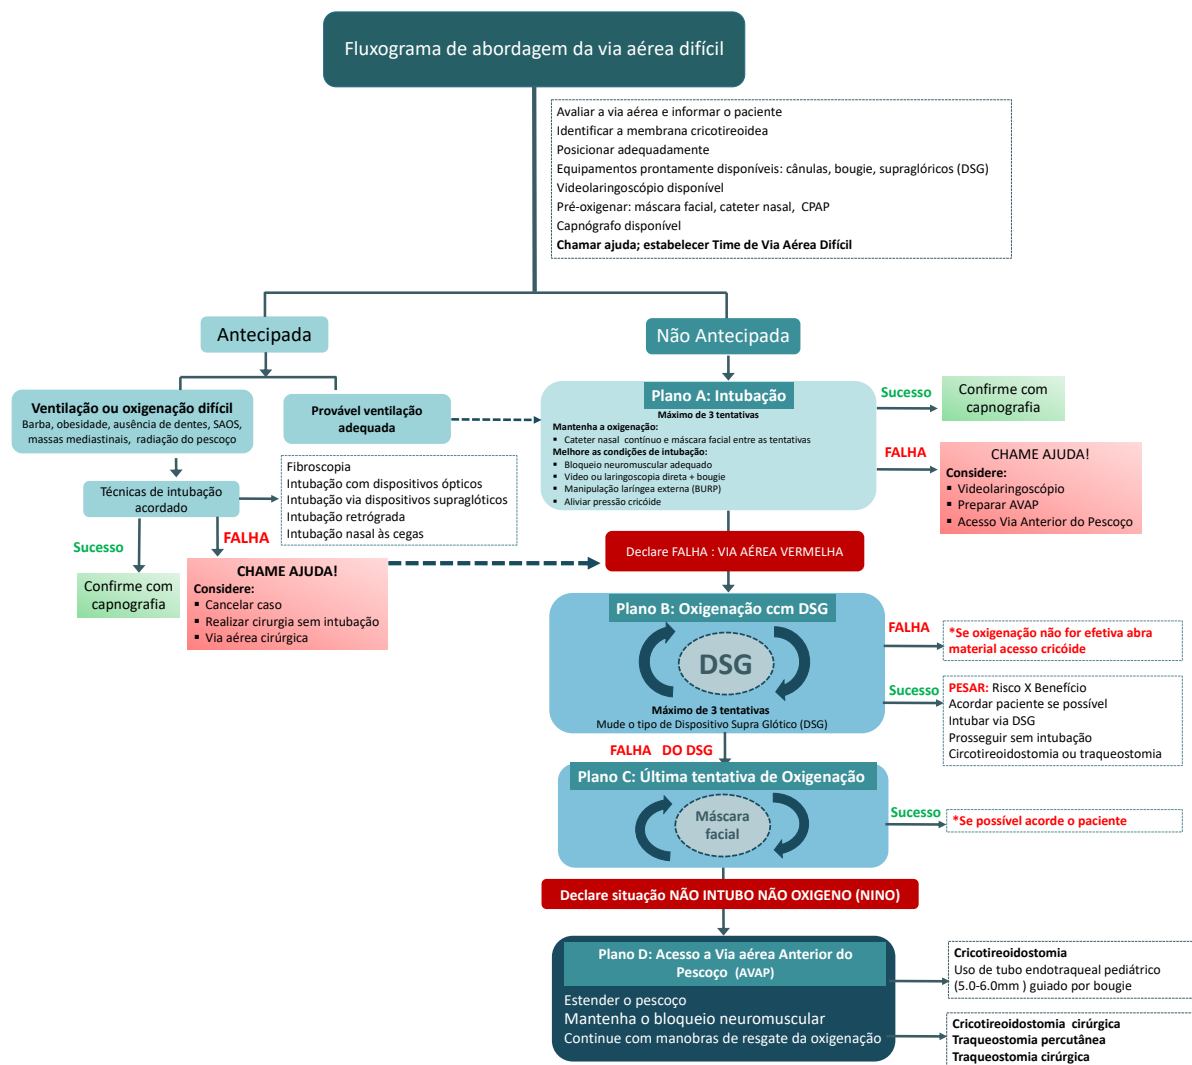 Fluxograma de abordagem da via aérea difícil
Avaliar a via aérea e informar o paciente
Identificar a membrana cricotireoidea
Posicionar adequadamente
Equipamentos prontamente disponíveis: cânulas, bougie, supraglóricos (DSG)
Videolaringoscópio disponível
Pré-oxigenar: máscara facial, cateter nasal, CPAP
Capnógrafo disponível
Chamar ajuda; estabelecer Time de Via Aérea Difícil
Antecipada
Não Antecipada
Ventilação ou oxigenação difícil
Barba, obesidade, ausência de dentes, SAOS,
massas mediastinais, radiação do pescoço
Provável ventilação
adequada
Técnicas de intubação
acordado
Fibroscopia
Intubação com dispositivos ópticos
Intubação via dispositivos supraglóticos
Intubação retrógrada
Intubação nasal às cegas
Sucesso
FALHA
Confirme com
capnografia
CHAME AJUDA!
Considere:
▪ Cancelar caso
▪ Realizar cirurgia sem intubação
▪ Via aérea cirúrgica
Plano A: Intubação
Máximo de 3 tentativas
Mantenha a oxigenação:
▪ Cateter nasal contínuo e máscara facial entre as tentativas
Melhore as condições de intubação:
▪ Bloqueio neuromuscular adequado
▪ Video ou laringoscopia direta + bougie
▪ Manipulação laríngea externa (BURP)
▪ Aliviar pressão cricóide
Sucesso
Confirme com
capnografia
FALHA
CHAME AJUDA!
Considere:
▪ Videolaringoscópio
▪ Preparar AVAP
▪ Acesso Via Anterior do Pescoço
Declare FALHA : VIA AÉREA VERMELHA
Plano B: Oxigenação ccm DSG
DSG
Máximo de 3 tentativas
Mude o tipo de Dispositivo Supra Glótico (DSG)
FALHA
*Se oxigenação não for efetiva abra
material acesso cricóide
Sucesso
PESAR: Risco X Benefício
Acordar paciente se possível
Intubar via DSG
Prosseguir sem intubação
Circotireoidostomia ou traqueostomia
FALHA DO DSG
Plano C: Última tentativa de Oxigenação
Máscara
facial
Sucesso
*Se possível acorde o paciente
Declare situação NÃO INTUBO NÃO OXIGENO (NINO)
Plano D: Acesso a Via aérea Anterior do
Pescoço (AVAP)
Estender o pescoço
Mantenha o bloqueio neuromuscular
Continue com manobras de resgate da oxigenação
Cricotireoidostomia
Uso de tubo endotraqueal pediátrico
(5.0-6.0mm ) guiado por bougie
Cricotireoidostomia cirúrgica
Traqueostomia percutânea
Traqueostomia cirúrgica